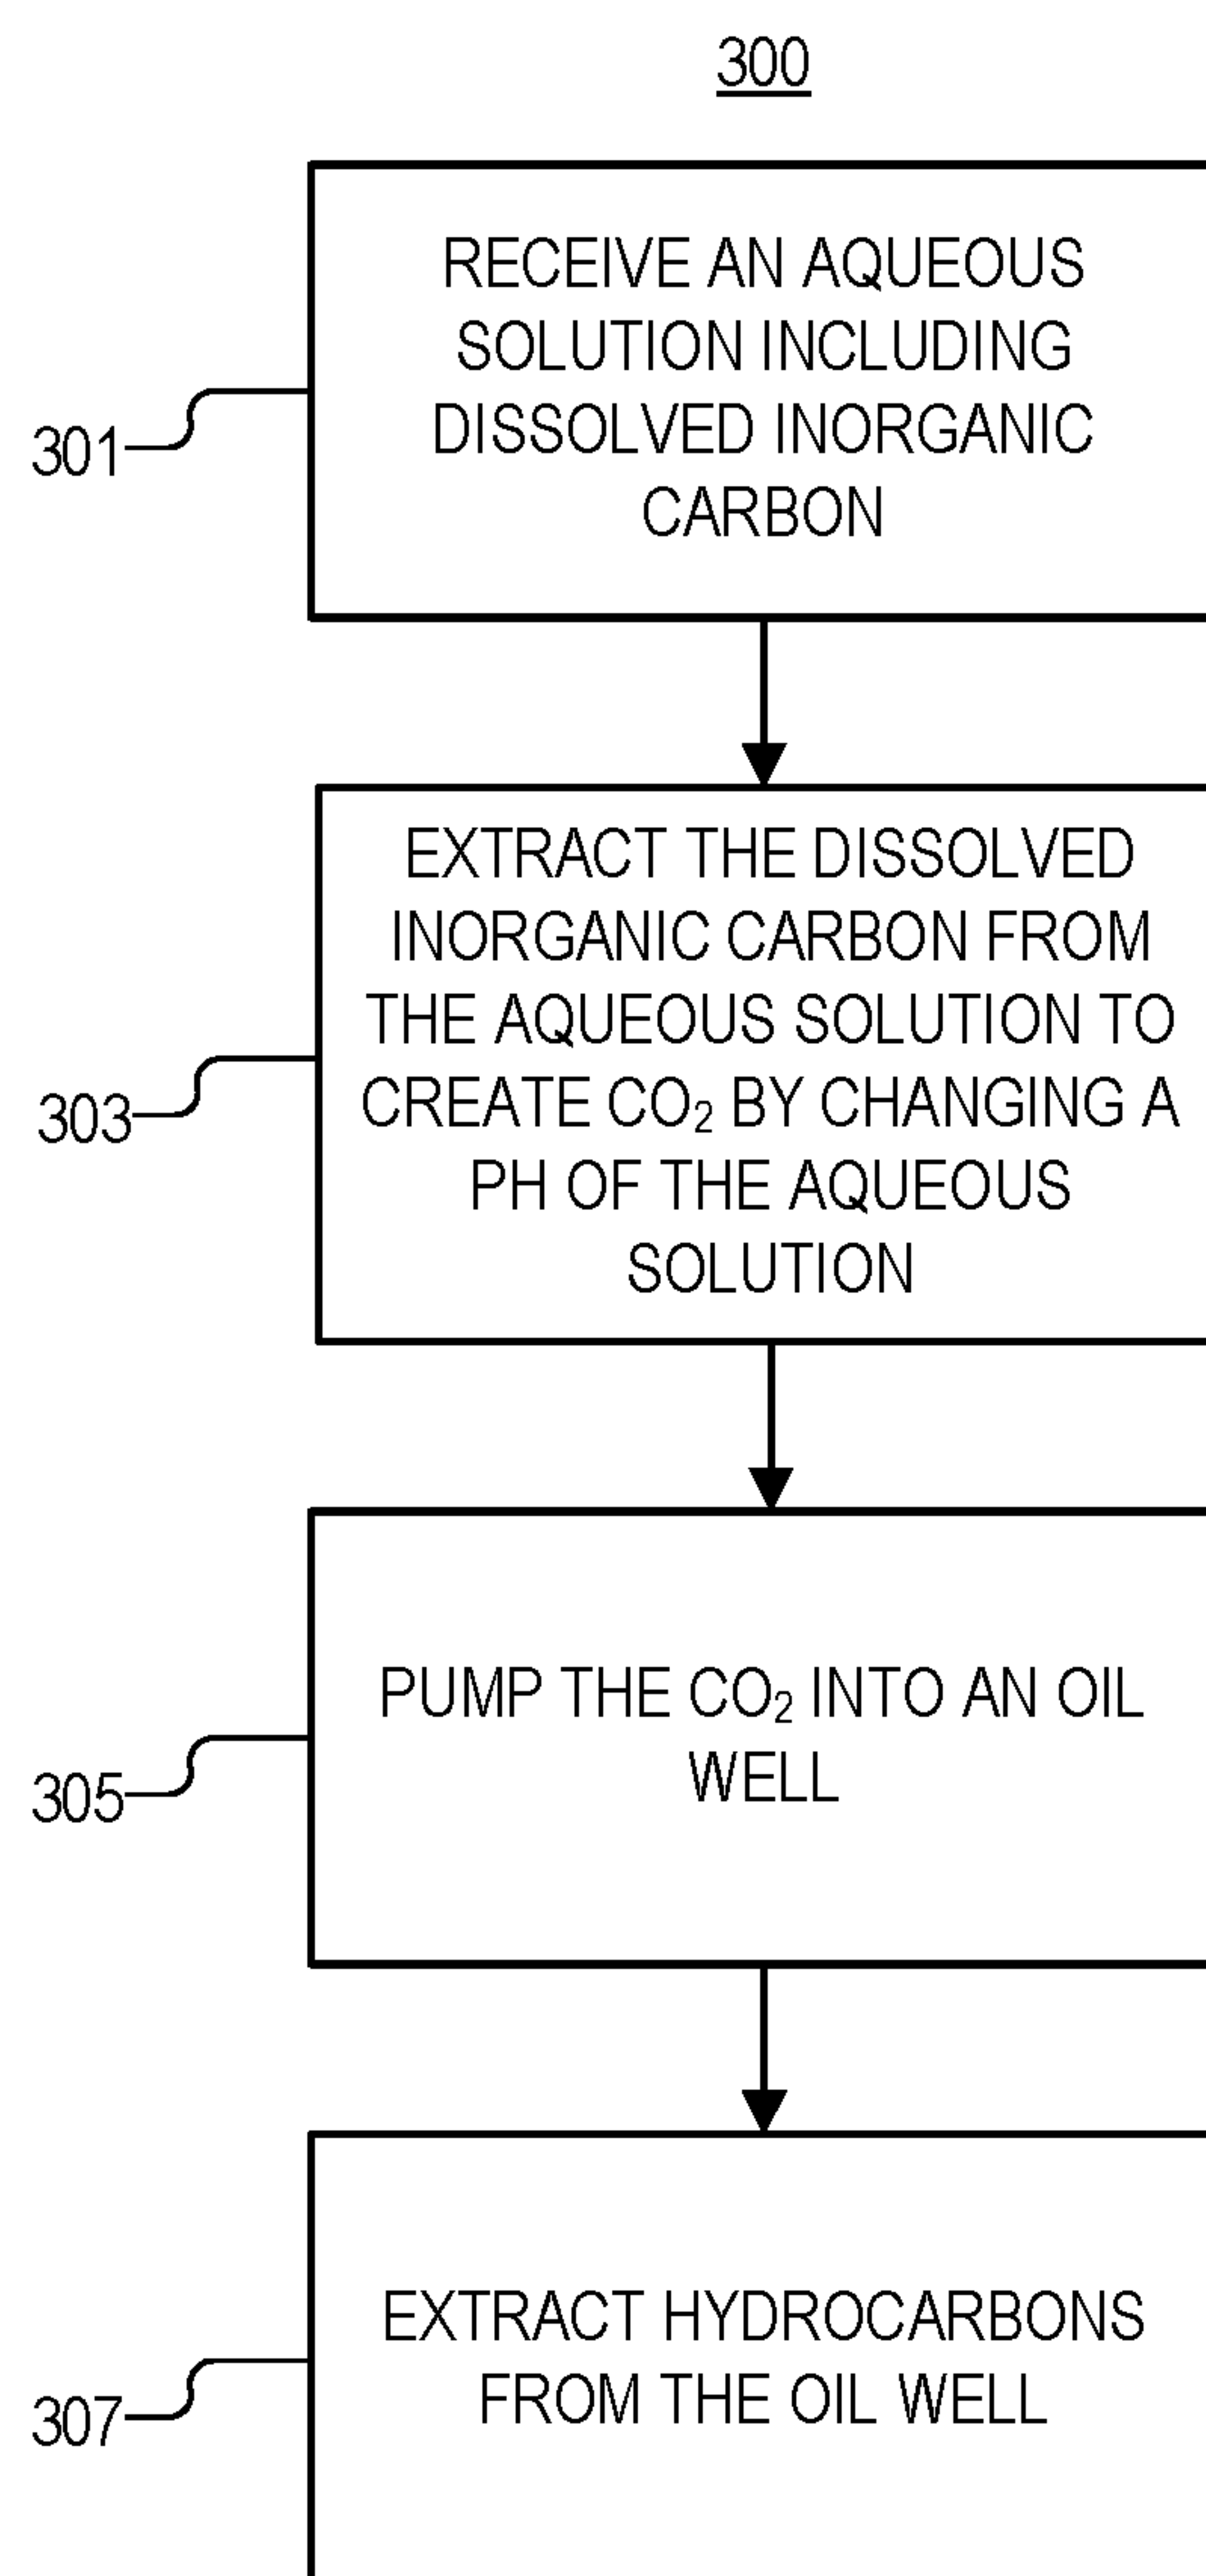 300
RECEIVE AN AQUEOUS
SOLUTION INCLUDING
DISSOLVED INORGANIC
CARBON
301
EXTRACT THE DISSOLVED
INORGANIC CARBON FROM
THE AQUEOUS SOLUTION TO
CREATE CO₂ BY CHANGING A
PH OF THE AQUEOUS
SOLUTION
303
PUMP THE CO₂ INTO AN OIL
WELL
305
EXTRACT HYDROCARBONS
FROM THE OIL WELL
307